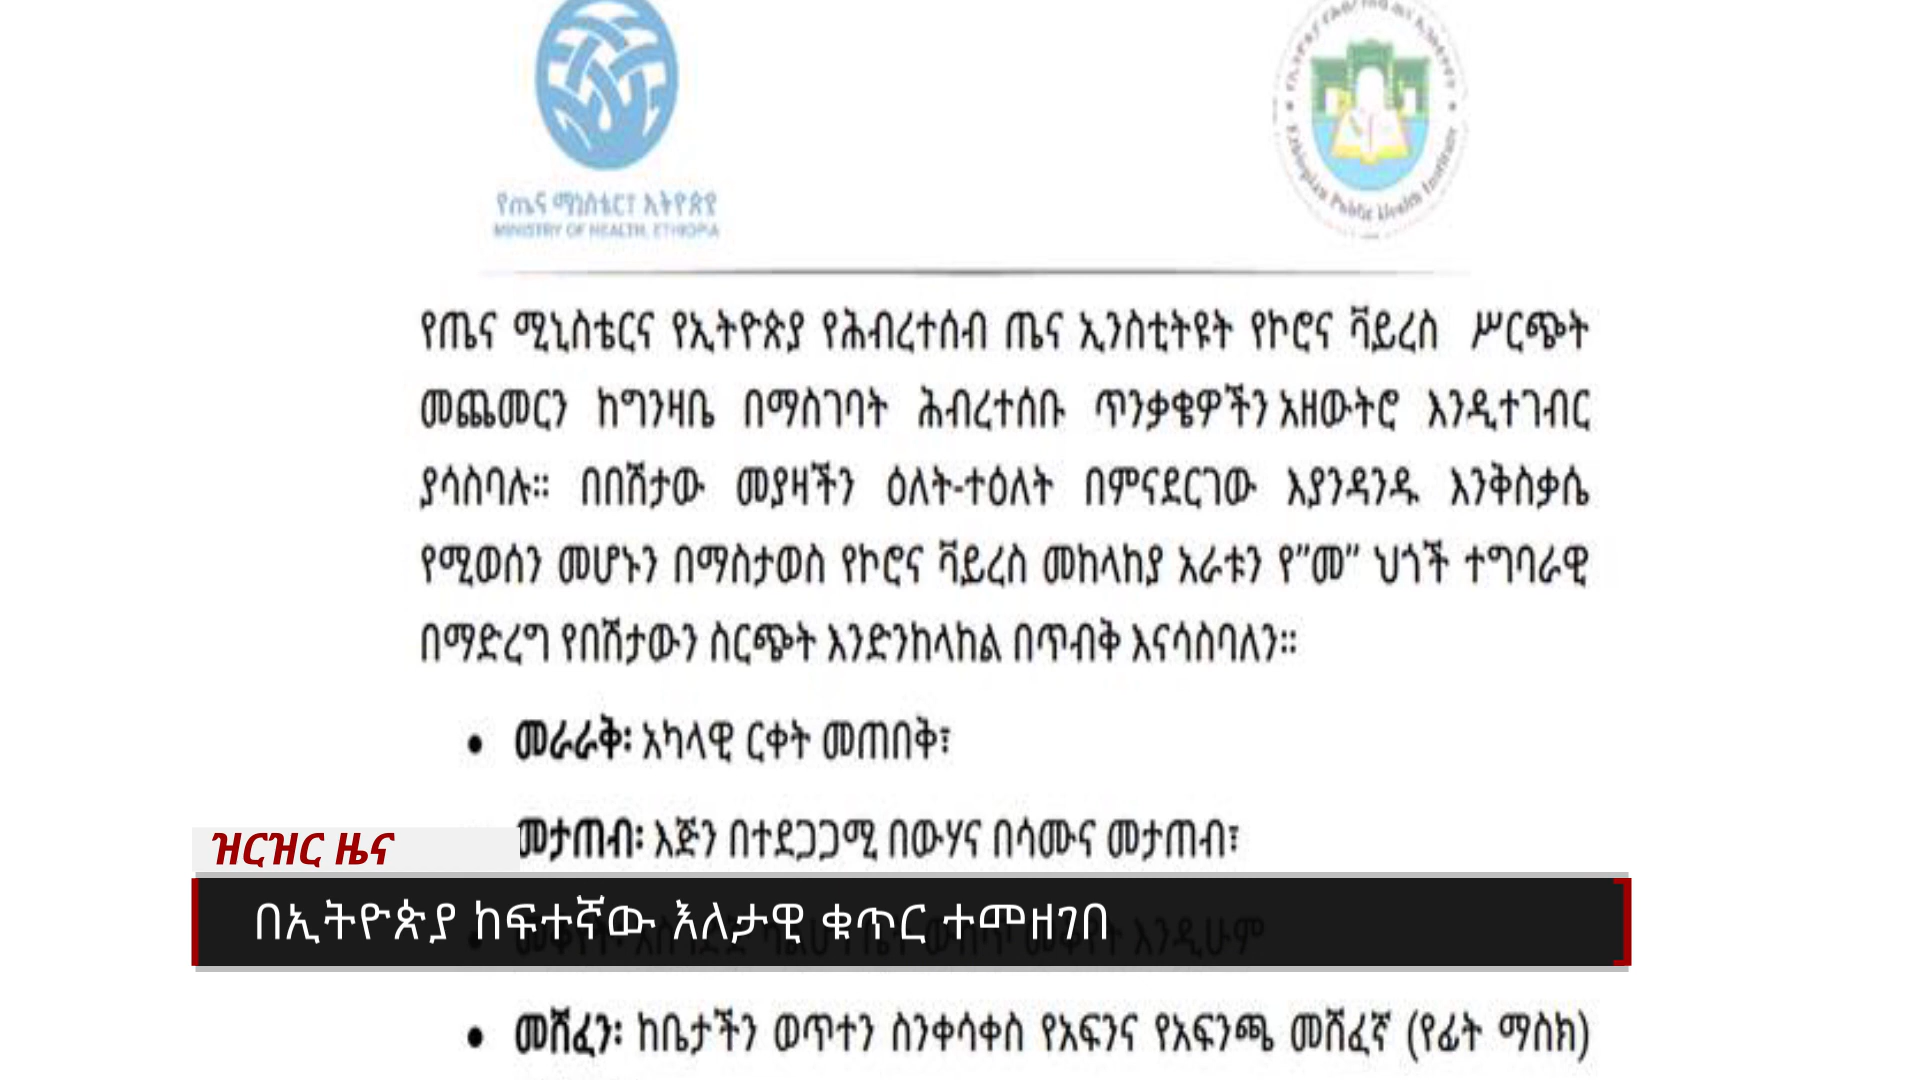 የጤና ሚኒስቴር ኢትዮጵያ
MINISTRY OF HEALTH, ETHIOPIA
Ethiopian Public Health Institute
የጤና ሚኒስቴርና የኢትዮጵያ የሕብረተሰብ ጤና ኢንስቲትዩት የኮሮና ቫይረስ ሥርጭት
መጨመርን ከግንዛቤ በማስገባት ሕብረተሰቡ ጥንቃቄዎችን አዘውትሮ እንዲተገብር
ያሳስባሉ። በበሽታው መያዛችን ዕለት-ተዕለት በምናደርገው እያንዳንዱ እንቅስቃሴ
የሚወሰን መሆኑን በማስታወስ የኮሮና ቫይረስ መከላከያ አራቱን የ”መ” ህጎች ተግባራዊ
በማድረግ የበሽታውን ስርጭት እንድንከላከል በጥብቅ እናሳስባለን።
• መራራቅ፡ አካላዊ ርቀት መጠበቅ፣
መታጠብ፡ እጅን በተደጋጋሚ በውሃና በሳሙና መታጠብ፣
ዝርዝር ዜና
በኢትዮጵያ ከፍተኛው እለታዊ ቁጥር ተመዘገበ
እንዲሁም
• መሸፈን፡ ከቤታችን ወጥተን ስንቀሳቀስ የአፍንና የአፍንጫ መሸፈኛ (የፊት ማስክ)